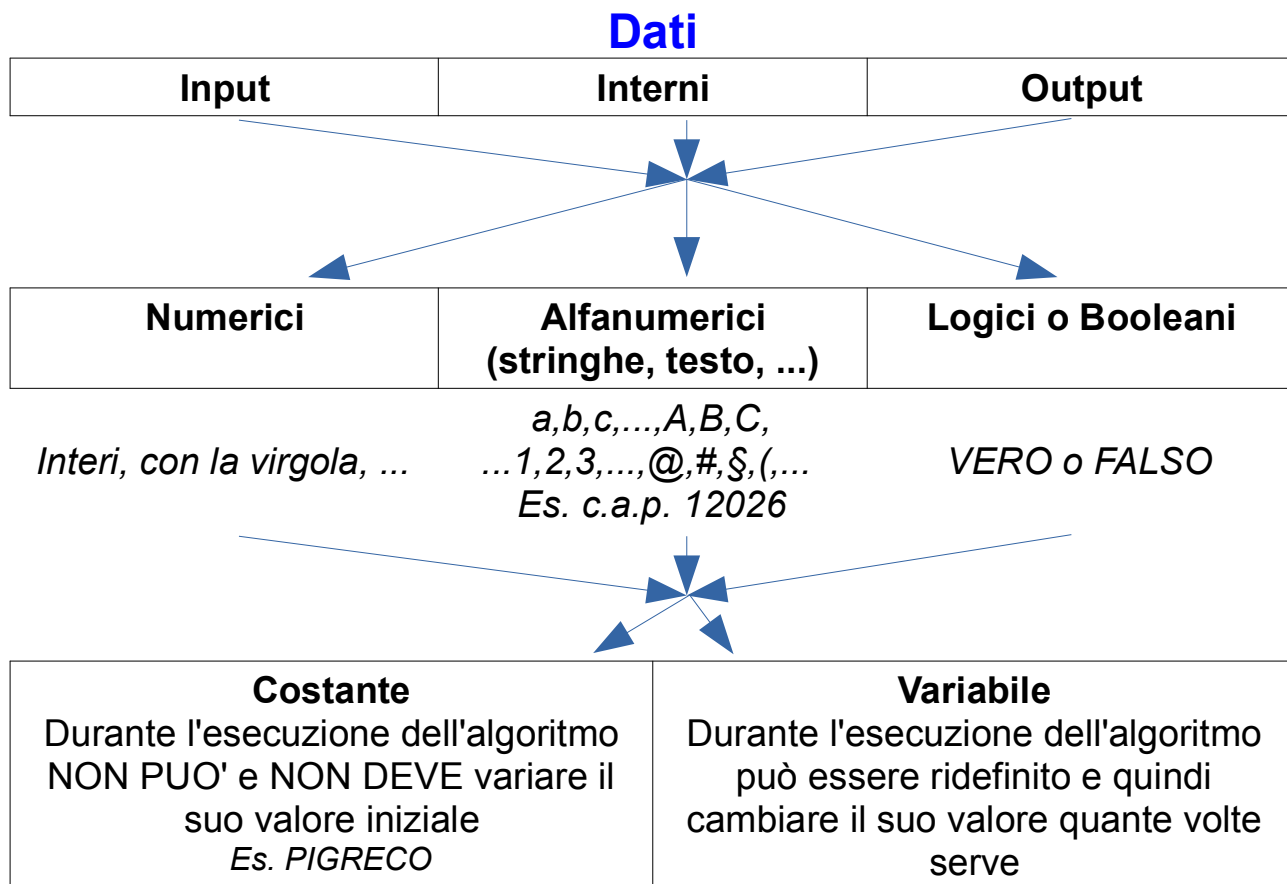 Dati
Input
Interni
Output
Numerici
Alfanumerici
(stringhe, testo, ...)
Logici o Booleani
Interi, con la virgola, ...
a,b,c,...,A,B,C,
...1,2,3,...,@,#,§,(,...
Es. c.a.p. 12026
VERO o FALSO
Costante
Durante l'esecuzione dell'algoritmo
NON PUO' e NON DEVE variare il
suo valore iniziale
Es. PIGRECO
Variabile
Durante l'esecuzione dell'algoritmo
può essere ridefinito e quindi
cambiare il suo valore quante volte
serve